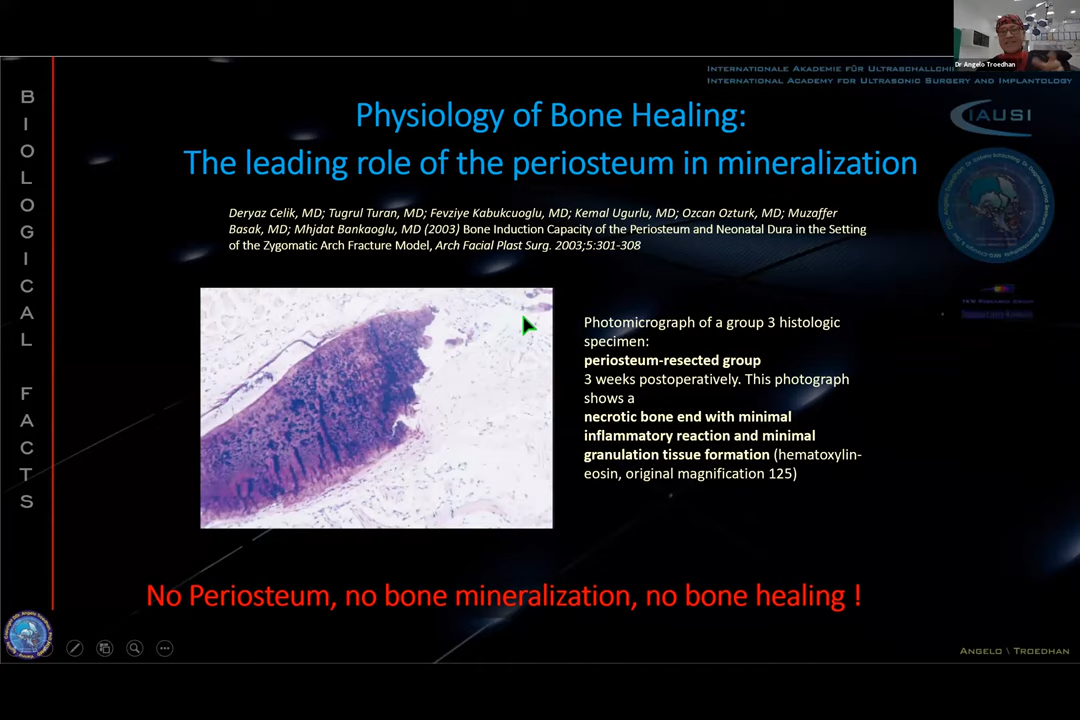 Dr Angelo Troedhan
INTERNATIONAL ACADEMY FOR ULTRASONIC SURGERY AND IMPLANTOLOGY
IAUSI
BIOLOGICAL FACTS
Physiology of Bone Healing:
The leading role of the periosteum in mineralization
Deryaz Celik, MD; Tugrul Turan, MD; Fevziye Kabukcuoglu, MD; Kemal Ugurlu, MD; Ozcan Ozturk, MD; Muzaffer
Basak, MD; Mhjdat Bankaoglu, MD (2003) Bone Induction Capacity of the Periosteum and Neonatal Dura in the Setting
of the Zygomatic Arch Fracture Model, Arch Facial Plast Surg. 2003;5:301-308
Photomicrograph of a group 3 histologic
specimen:
periosteum-resected group
3 weeks postoperatively. This photograph
shows a
necrotic bone end with minimal
inflammatory reaction and minimal
granulation tissue formation (hematoxylin-
eosin, original magnification 125)
No Periosteum, no bone mineralization, no bone healing !
ANGELO \ TROEDHAN